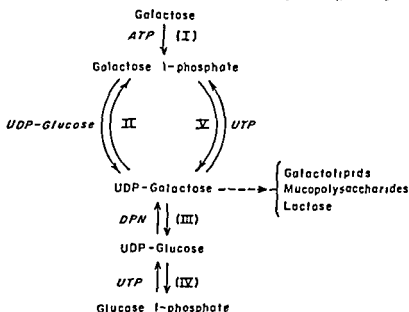 Galactose
ATP (I)
Galactose 1-phosphate
UDP-Glucose II V UTP
UDP-Galactose
Galactolipids
Mucopolysaccharides
Lactose
DPN (III)
UDP-Glucose
UTP (IV)
Glucose 1-phosphate